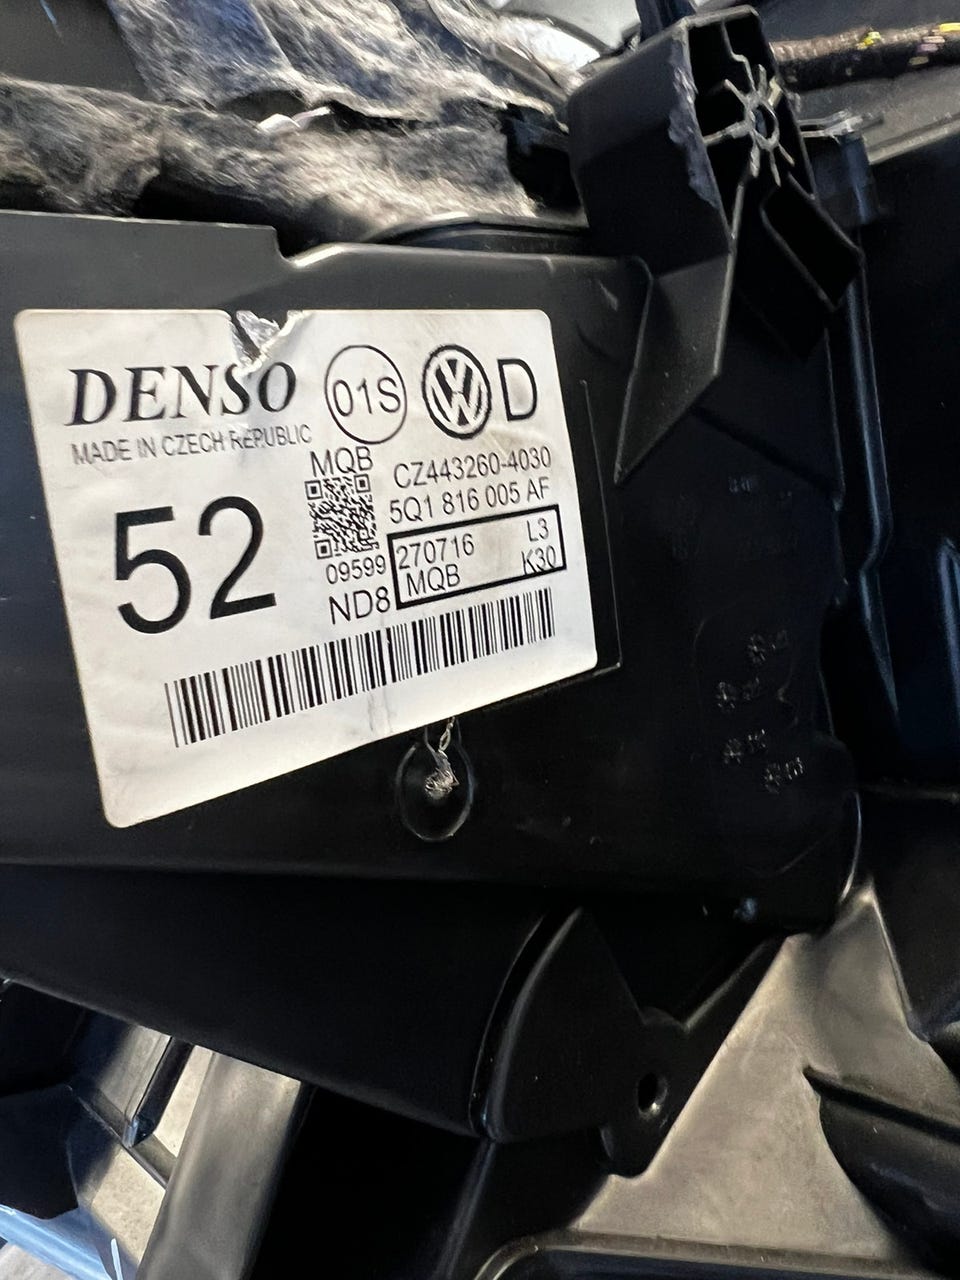 DENSO
01S
D
MADE IN CZECH REPUBLIC
MQB
CZ443260-4030
5Q1 816 005 AF
52
09599
ND8
270716
L3
MQB
K30